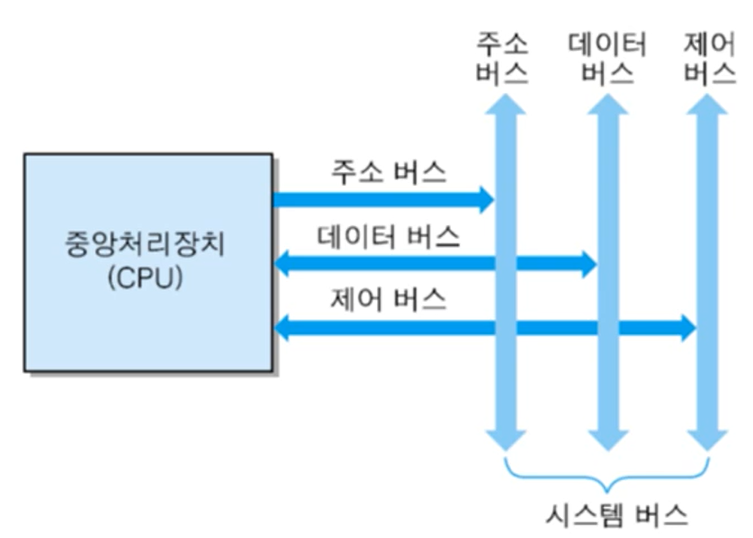 주소
버스
데이터
버스
제어
버스
주소 버스
데이터 버스
제어 버스
중앙처리장치
(CPU)
시스템 버스